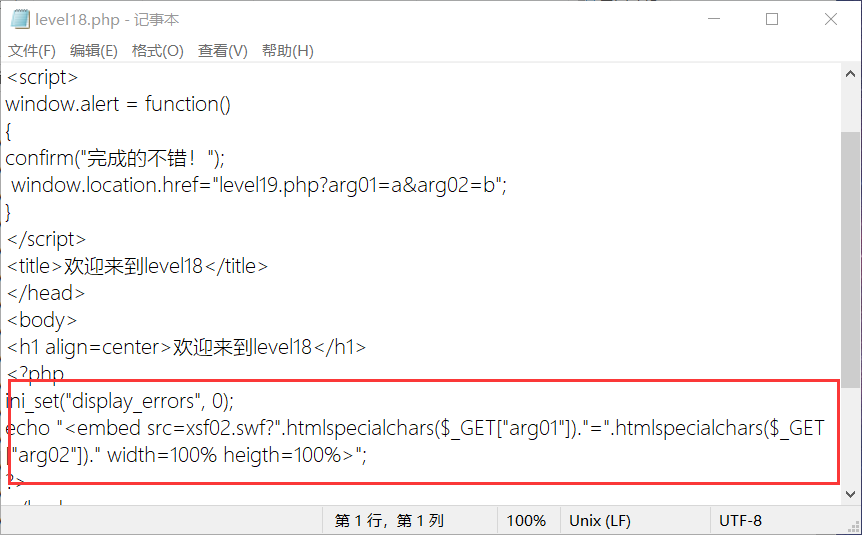 level18.php - 记事本
文件(F) 编辑(E) 格式(O) 查看(V) 帮助(H)
<script>
window.alert = function()
{
confirm("完成的不错！");
 window.location.href="level19.php?arg01=a&arg02=b";
}
</script>
<title>欢迎来到level18</title>
</head>
<body>
<h1 align=center>欢迎来到level18</h1>
<?php
ini_set("display_errors", 0);
echo "<embed src=xsf02.swf?".htmlspecialchars($_GET["arg01"])."=".htmlspecialchars($_GET
["arg02"])." width=100% heigth=100%>";
?>
第 1 行，第 1 列 100% Unix (LF) UTF-8